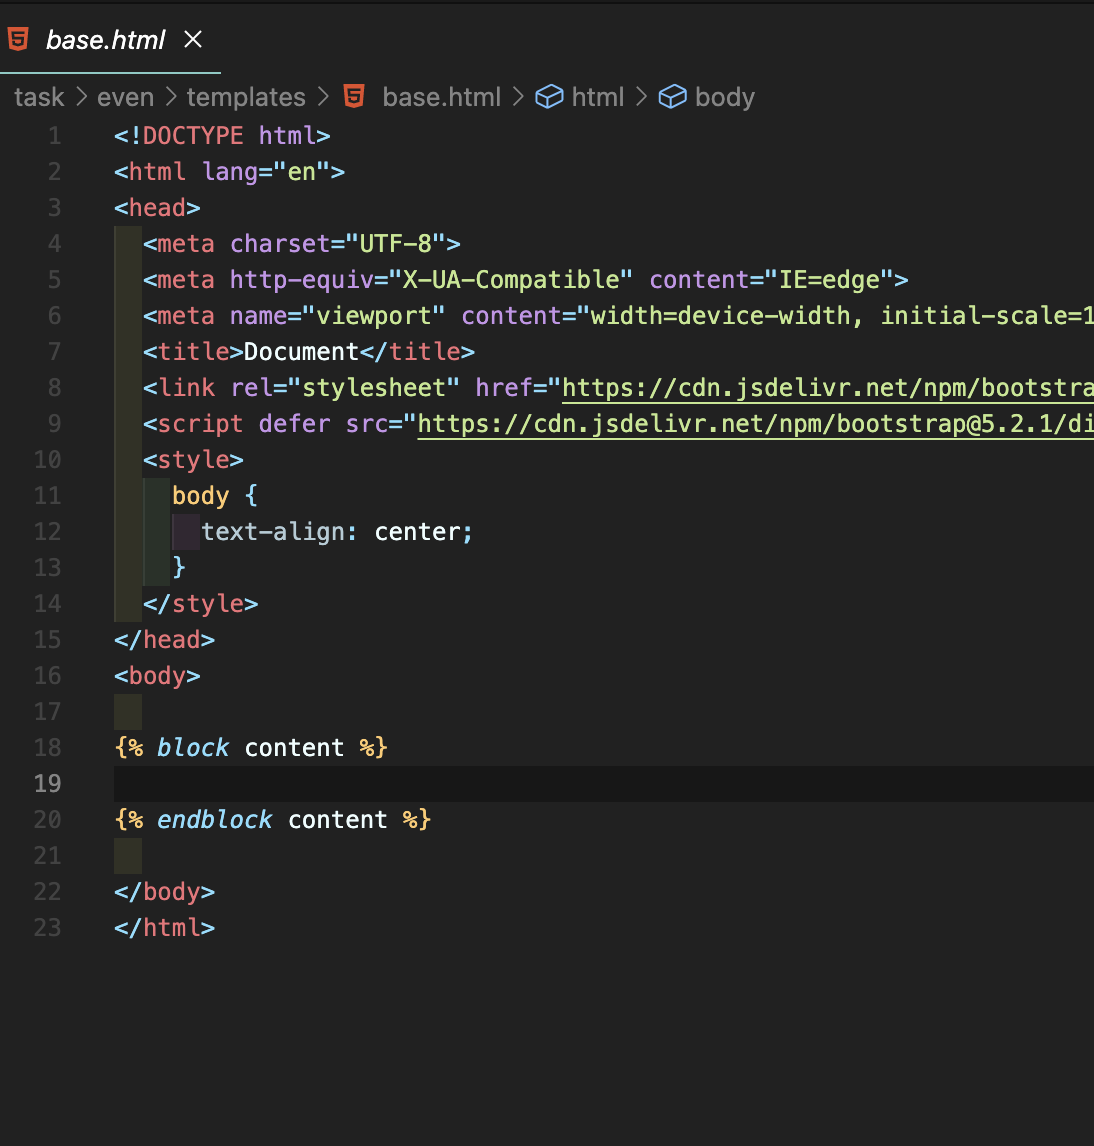 base.html
task > even > templates > base.html > html > body
1 <!DOCTYPE html>
2 <html lang="en">
3 <head>
4 <meta charset="UTF-8">
5 <meta http-equiv="X-UA-Compatible" content="IE=edge">
6 <meta name="viewport" content="width=device-width, initial-scale=1
7 <title>Document</title>
8 <link rel="stylesheet" href="https://cdn.jsdelivr.net/npm/bootstra
9 <script defer src="https://cdn.jsdelivr.net/npm/bootstrap@5.2.1/di
10 <style>
11 body {
12 text-align: center;
13 }
14 </style>
15 </head>
16 <body>
17
18 {% block content %}
19
20 {% endblock content %}
21
22 </body>
23 </html>